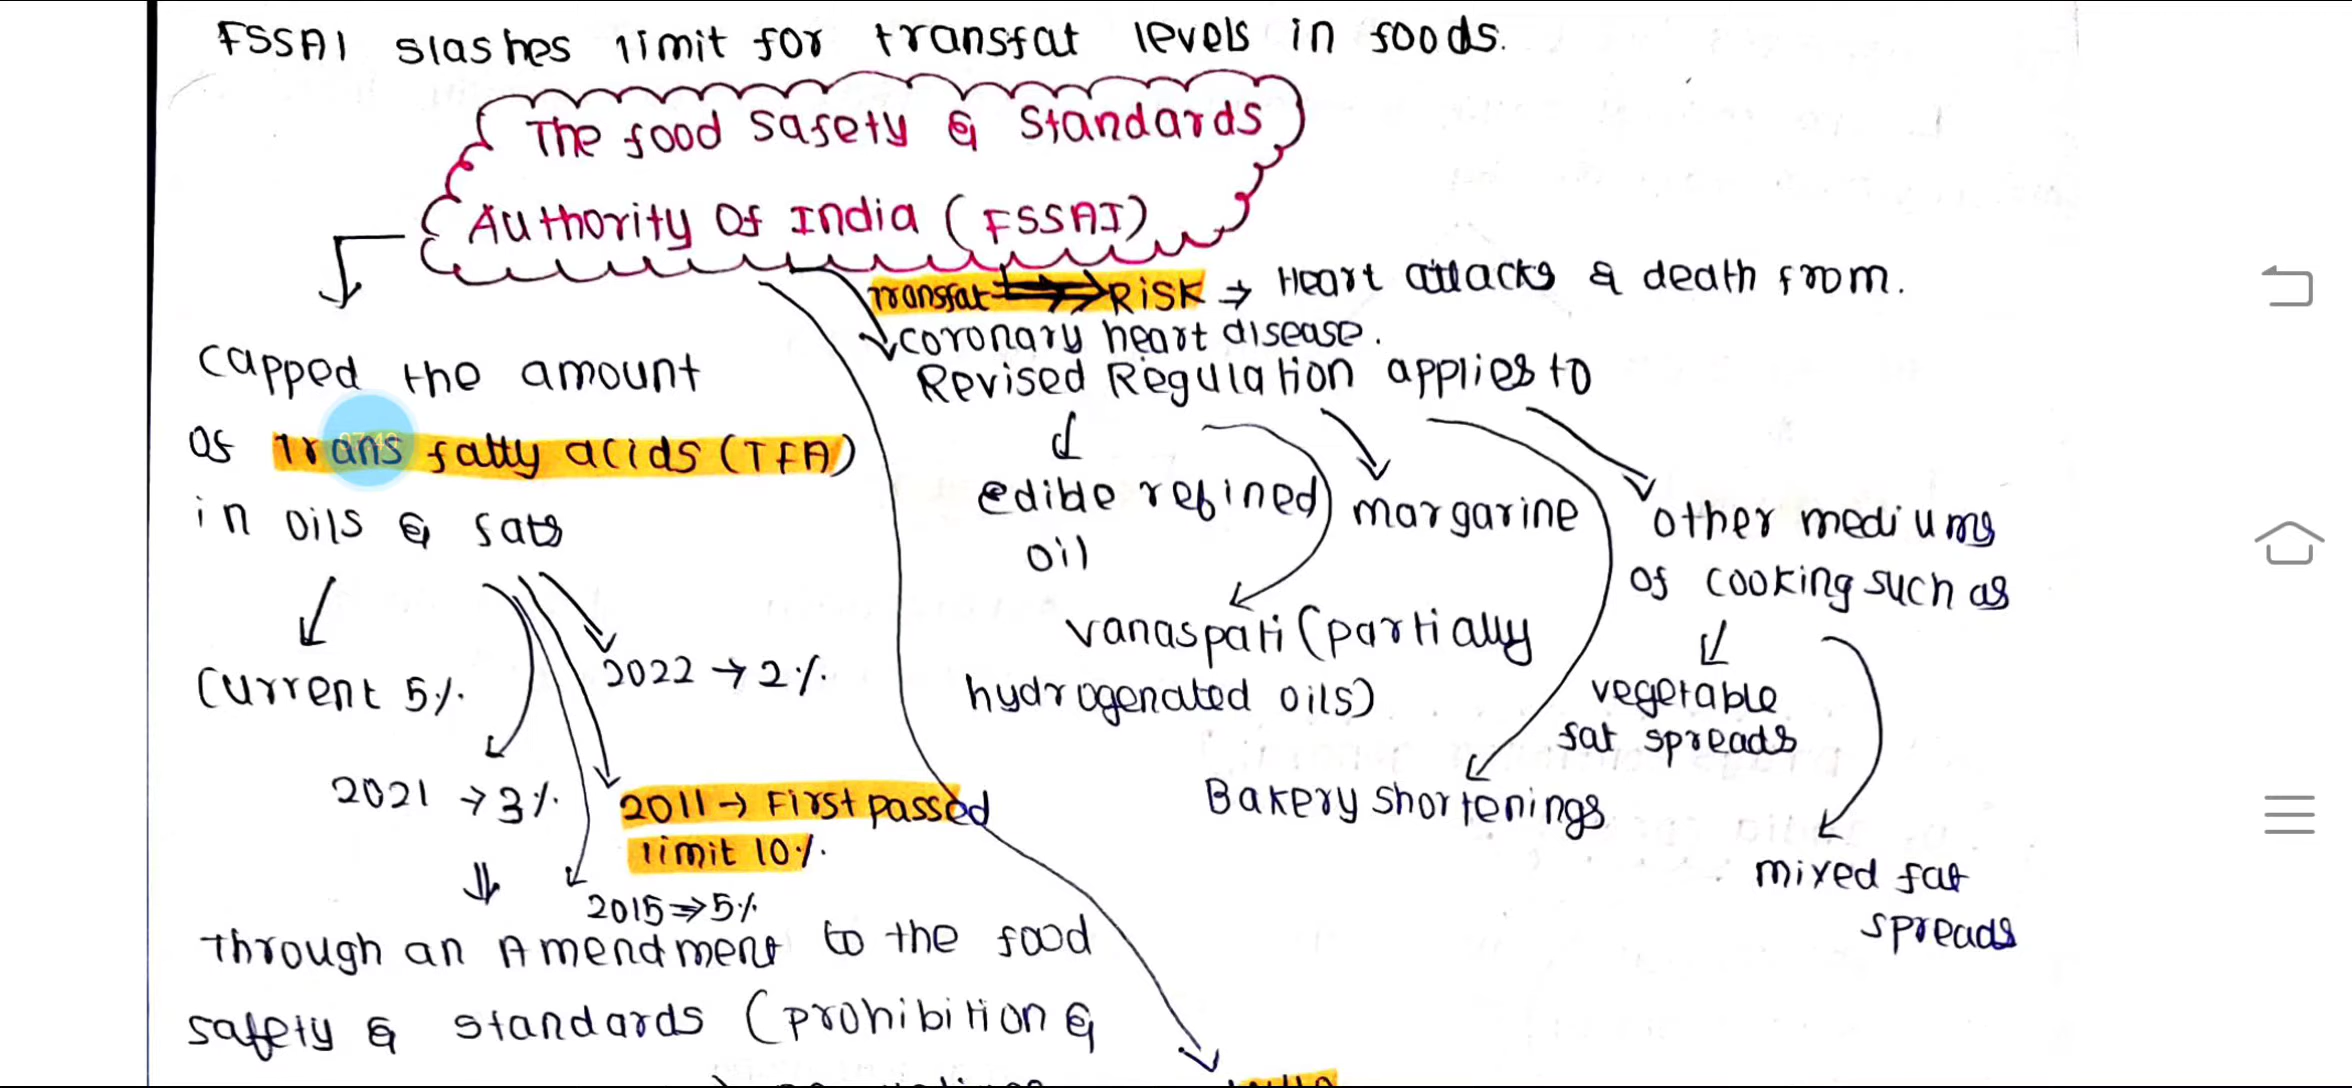 FSSAI slashes limit for transfat levels in foods.
The food safety & Standards
Authority Of India (FSSAI)
Transfat → Risk → Heart attacks & death from.
coronary heart disease.
capped the amount
of Trans fatty acids (TFA)
in oils & fats
Current 5%.
2022 → 2%.
2021 → 3%.
2011 → First passed
limit 10%.
2015 ⇒ 5%
Through an Amendment to the food
safety & standards (prohibition &
Revised Regulation applies to
edible refined
oil
vanaspati (partially
hydrogenated oils)
margarine
Bakery shortenings
other mediums
of cooking such as
vegetable
fat spreads
mixed fat
spreads